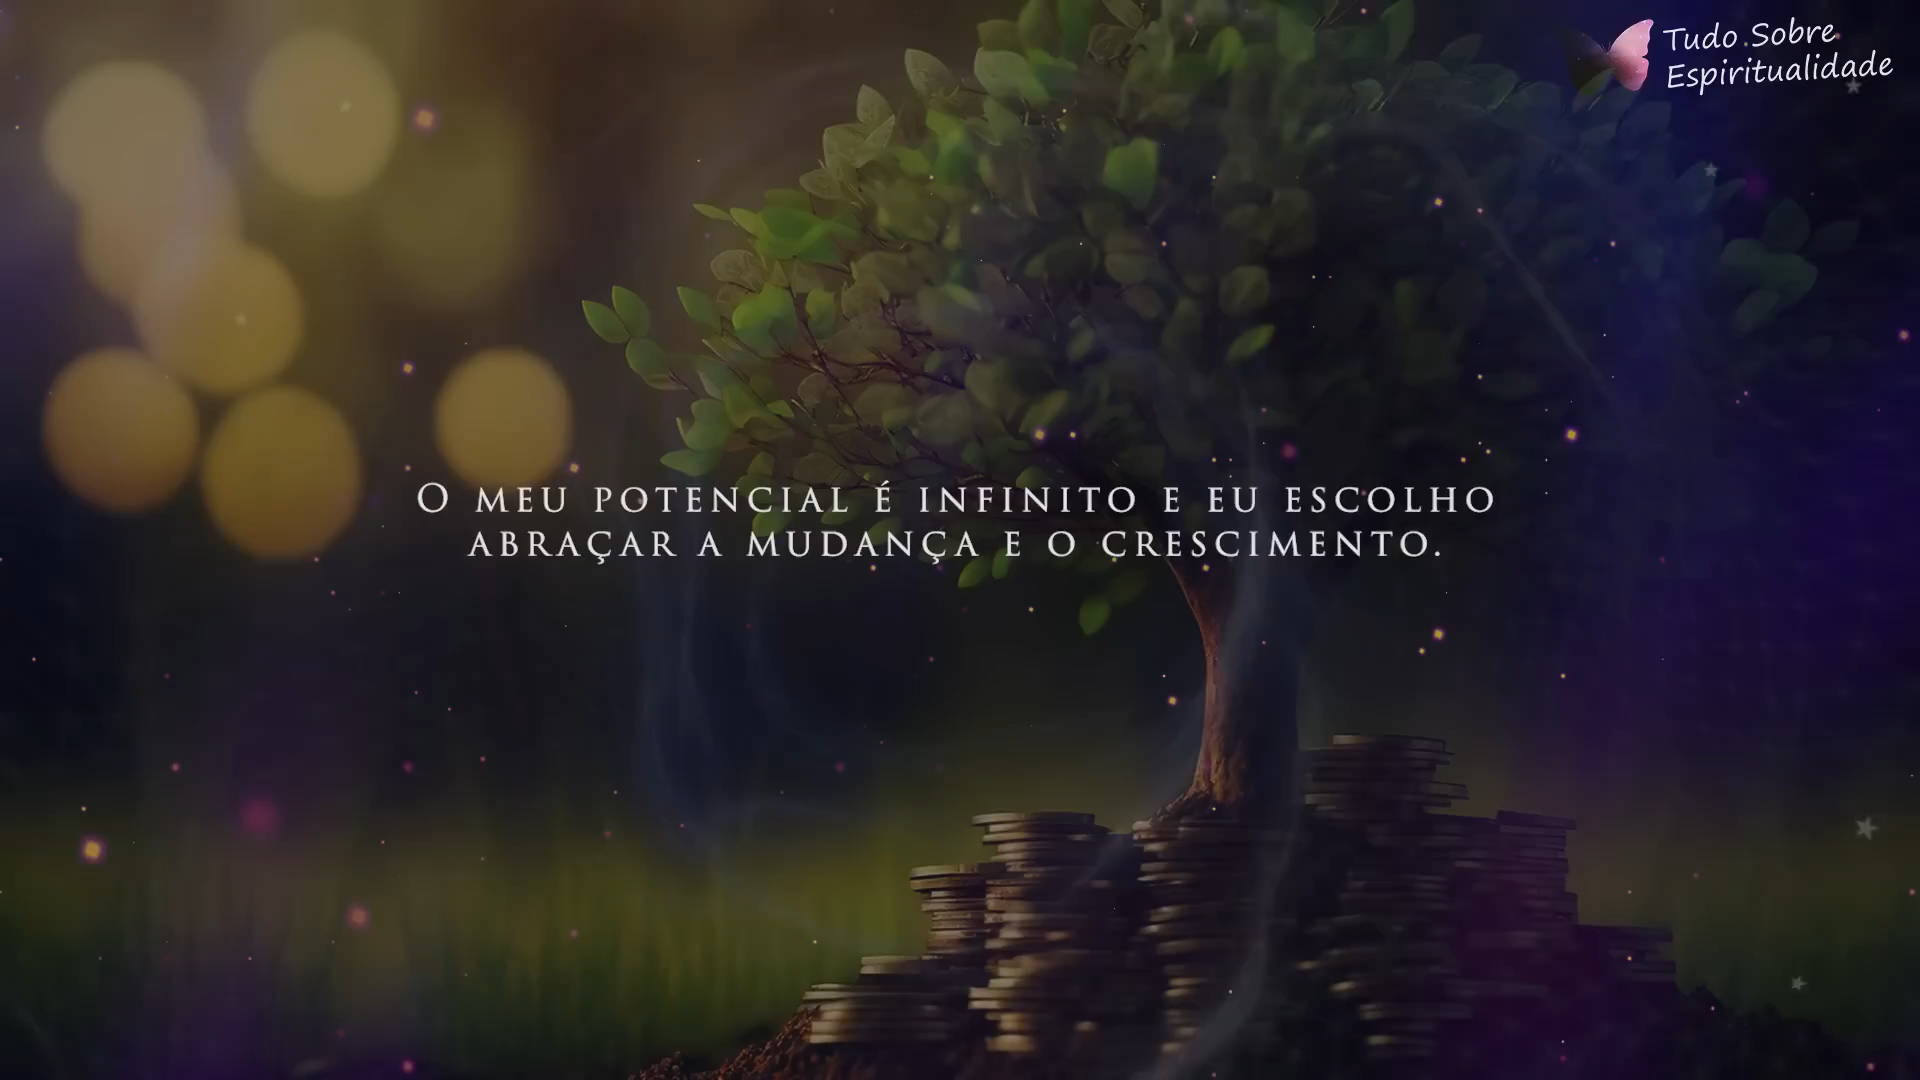 Tudo Sobre
Espiritualidade
O MEU POTENCIAL É INFINITO E EU ESCOLHO
ABRAÇAR A MUDANÇA E O CRESCIMENTO.